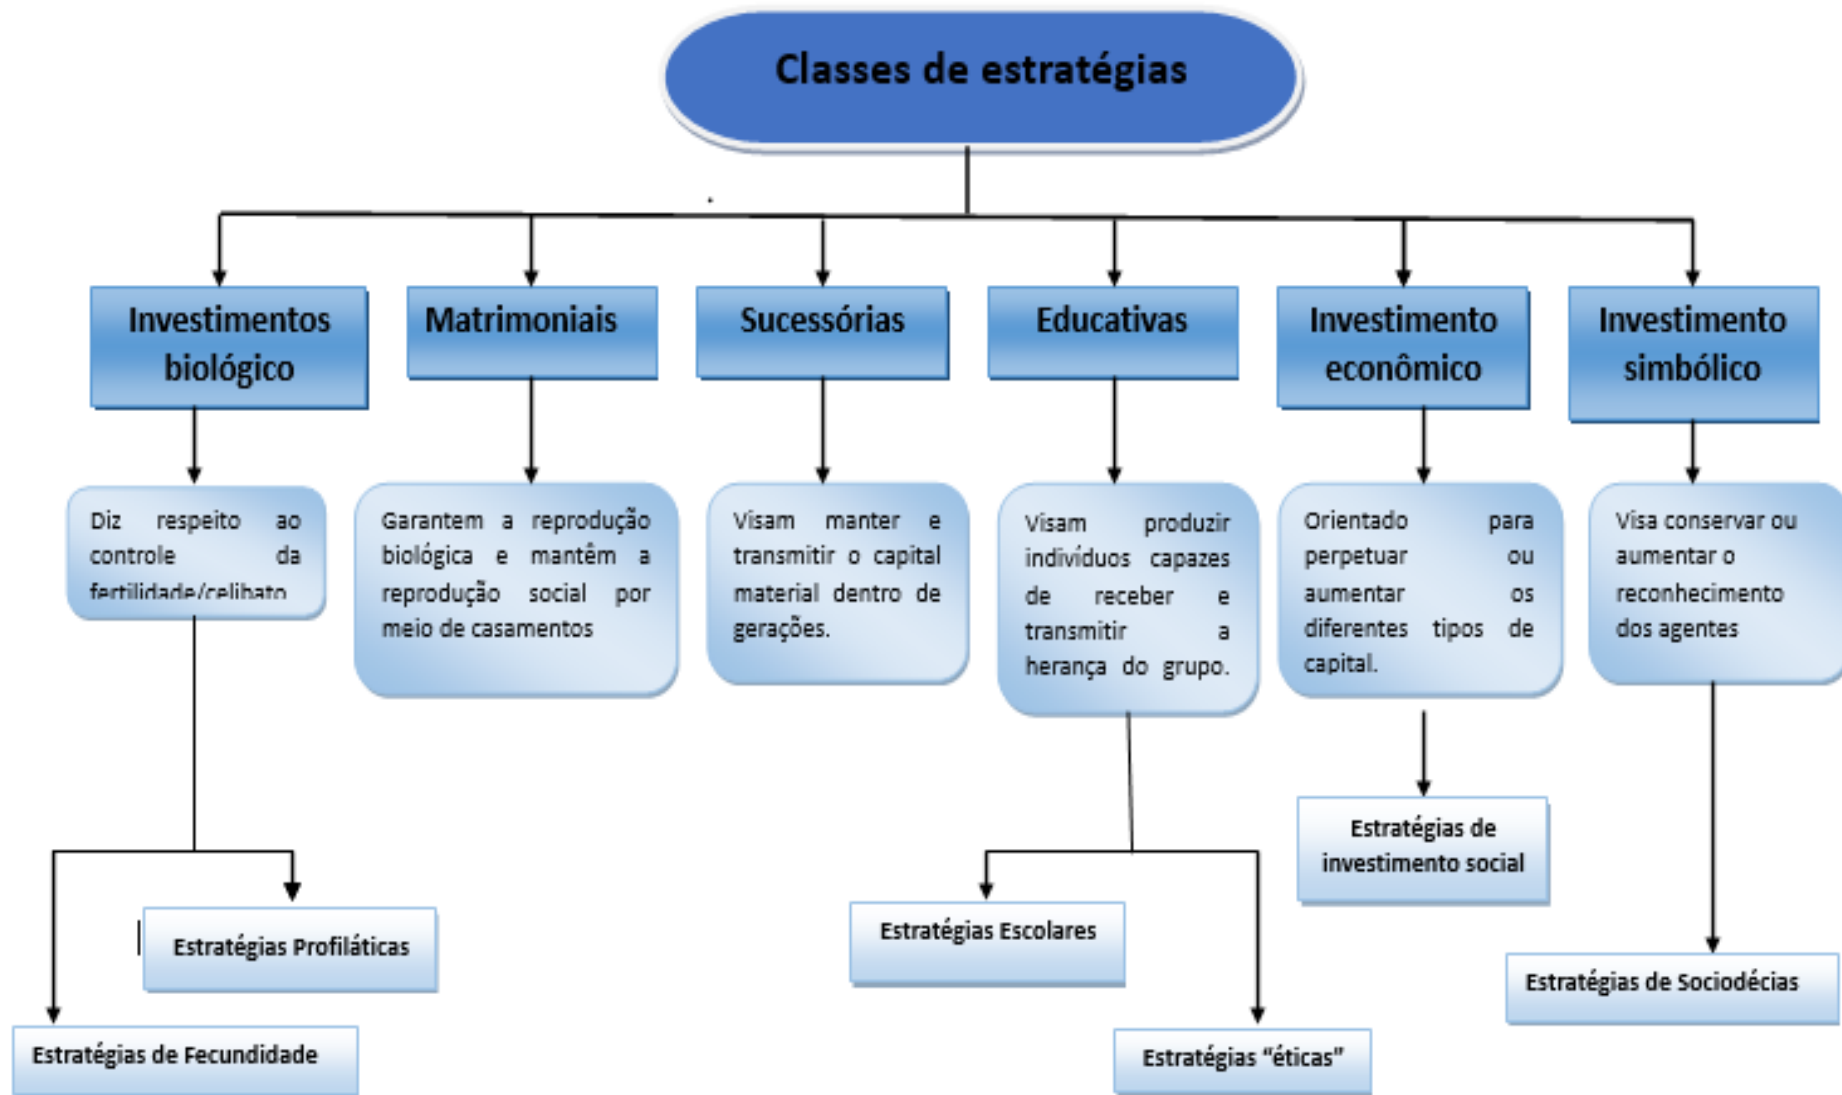 Classes de estratégias
Investimentos
biológico
Matrimoniais
Sucessórias
Educativas
Investimento
econômico
Investimento
simbólico
Diz respeito ao
controle da
fertilidade/celibato
Garantem a reprodução
biológica e mantêm a
reprodução social por
meio de casamentos
Visam manter e
transmitir o capital
material dentro de
gerações.
Visam produzir
indivíduos capazes
de receber e
transmitir a
herança do grupo.
Orientado para
perpetuar ou
aumentar os
diferentes tipos de
capital.
Visa conservar ou
aumentar o
reconhecimento
dos agentes
Estratégias Profiláticas
Estratégias de Fecundidade
Estratégias Escolares
Estratégias “éticas”
Estratégias de
investimento social
Estratégias de Sociodécias